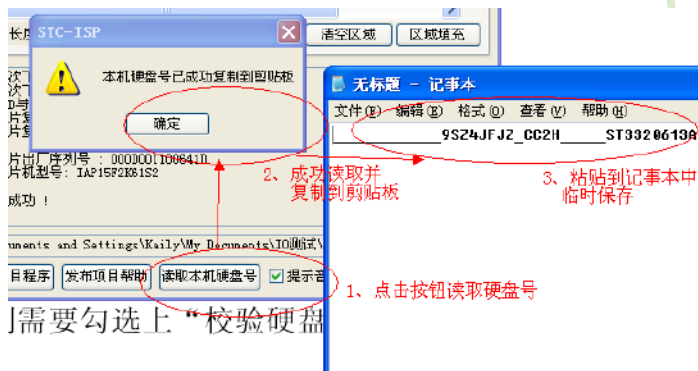 STC-ISP
本机硬盘号已成功复制到剪贴板
确定
清空区域
区域填充
片出厂序列号 : 000D001100641D
片机型号: IAP15F2K61S2
成功 !
uments and Settings\Kaily\My Documents\IO测试\
目程序
发布项目帮助
读取本机硬盘号
提示音
无标题 - 记事本
文件(F) 编辑(E) 格式(O) 查看(V) 帮助(H)
9SZ4JFJZ_CC2H_____ST3320613A
2、成功读取并
复制到剪贴板
3、粘贴到记事本中
临时保存
1、点击按钮读取硬盘号
需要勾选上“校验硬盘